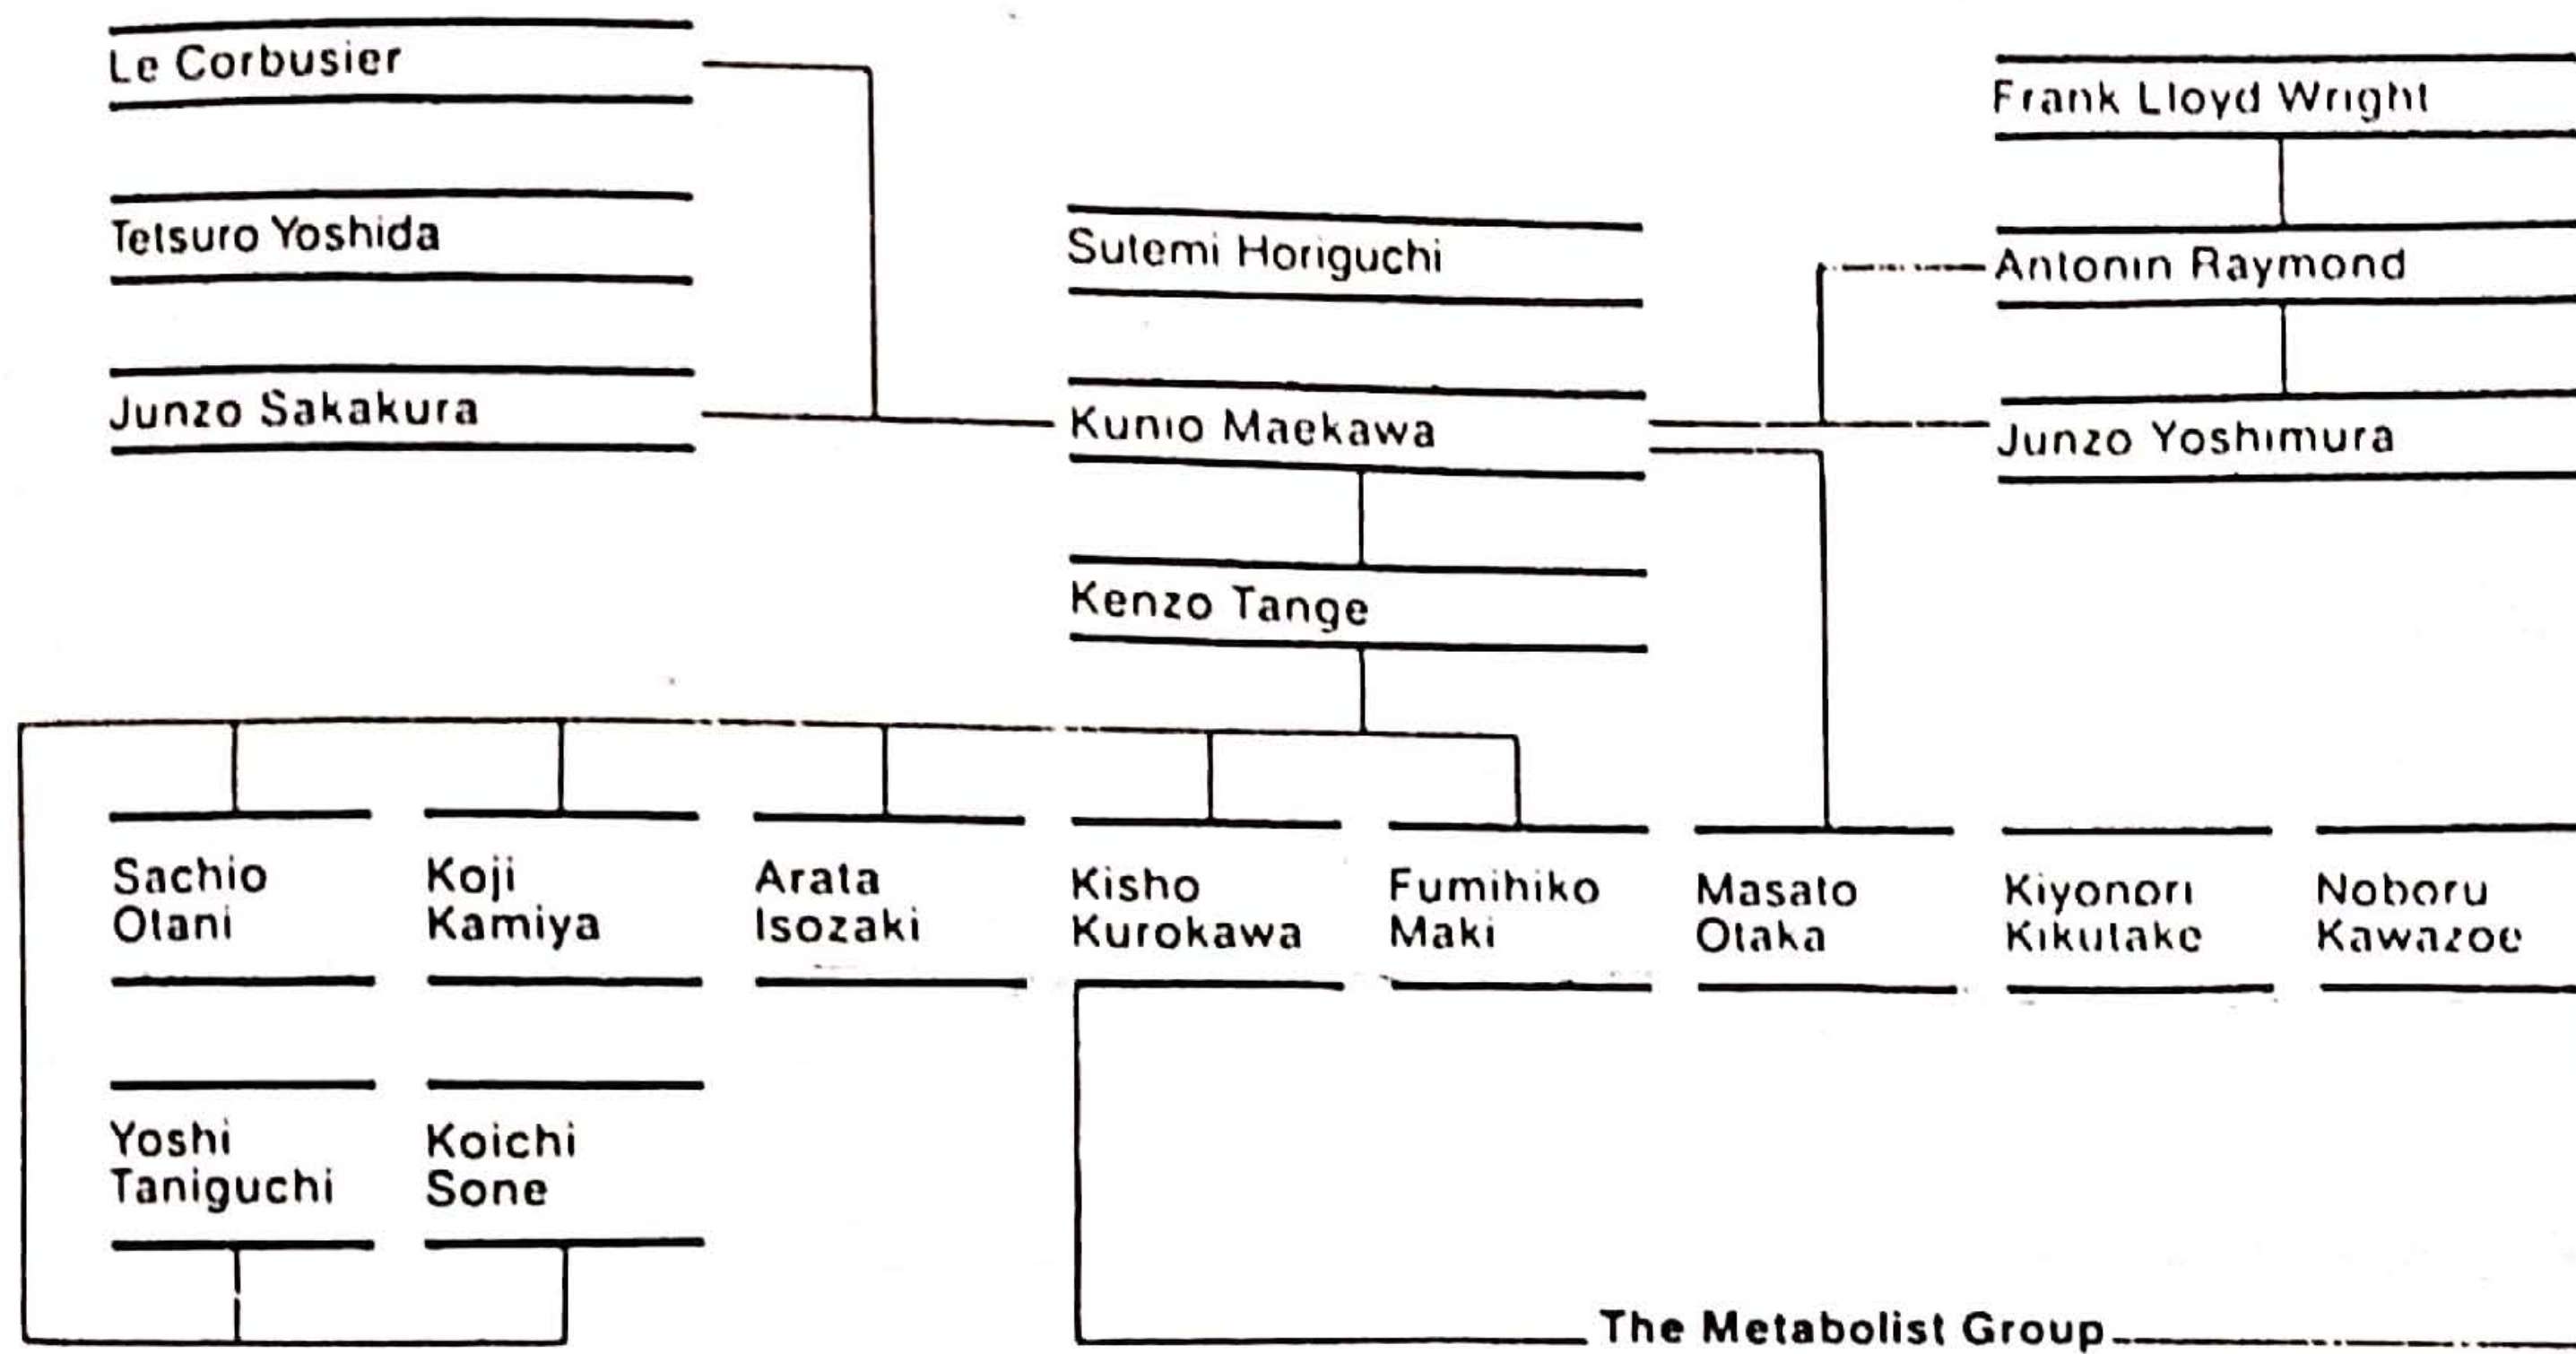 Le Corbusier
Frank Lloyd Wright
Tetsuro Yoshida
Sutemi Horiguchi
Antonin Raymond
Junzo Sakakura
Kunio Maekawa
Junzo Yoshimura
Kenzo Tange
Sachio
Otani
Koji
Kamiya
Arata
Isozaki
Kisho
Kurokawa
Fumihiko
Maki
Masato
Otaka
Kiyonori
Kikutake
Noboru
Kawazoe
Yoshi
Taniguchi
Koichi
Sone
The Metabolist Group